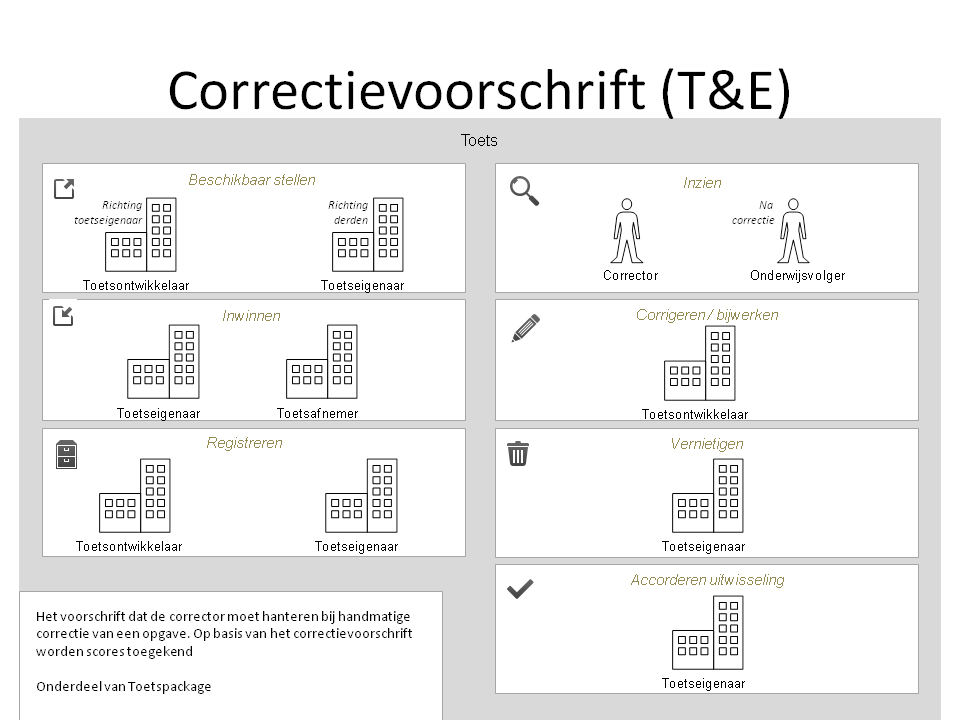 Correctievoorschrift (T&E)
Toets
Beschikbaar stellen
Richting
toetseigenaar
Richting
derden
Toetsontwikkelaar
Toetseigenaar
Inwinnen
Toetseigenaar
Toetsafnemer
Registreren
Toetsontwikkelaar
Toetseigenaar
Het voorschrift dat de corrector moet hanteren bij handmatige
correctie van een opgave. Op basis van het correctievoorschrift
worden scores toegekend
Onderdeel van Toetspackage
Inzien
Na
correctie
Corrector
Onderwijsvolger
Corrigeren / bijwerken
Toetsontwikkelaar
Vernietigen
Toetseigenaar
Accorderen uitwisseling
Toetseigenaar